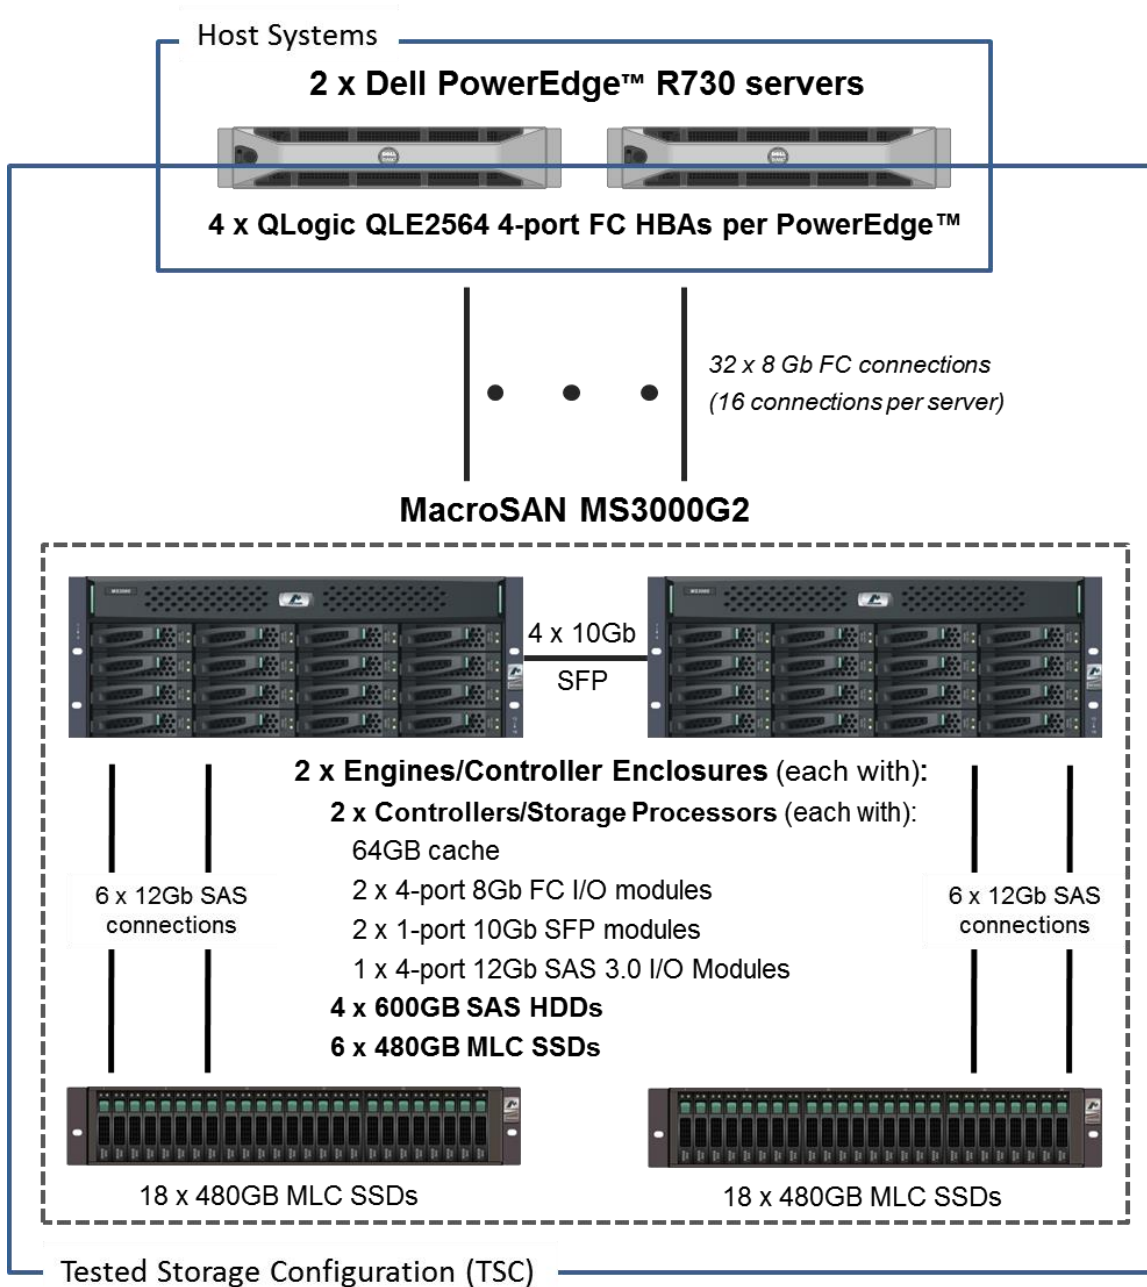 Host Systems
2 x Dell PowerEdge™ R730 servers
4 x QLogic QLE2564 4-port FC HBAs per PowerEdge™
32 x 8 Gb FC connections
(16 connections per server)
MacroSAN MS3000G2
4 x 10Gb
SFP
2 x Engines/Controller Enclosures (each with):
2 x Controllers/Storage Processors (each with):
64GB cache
2 x 4-port 8Gb FC I/O modules
2 x 1-port 10Gb SFP modules
1 x 4-port 12Gb SAS 3.0 I/O Modules
4 x 600GB SAS HDDs
6 x 480GB MLC SSDs
6 x 12Gb SAS
connections
6 x 12Gb SAS
connections
18 x 480GB MLC SSDs
18 x 480GB MLC SSDs
Tested Storage Configuration (TSC)